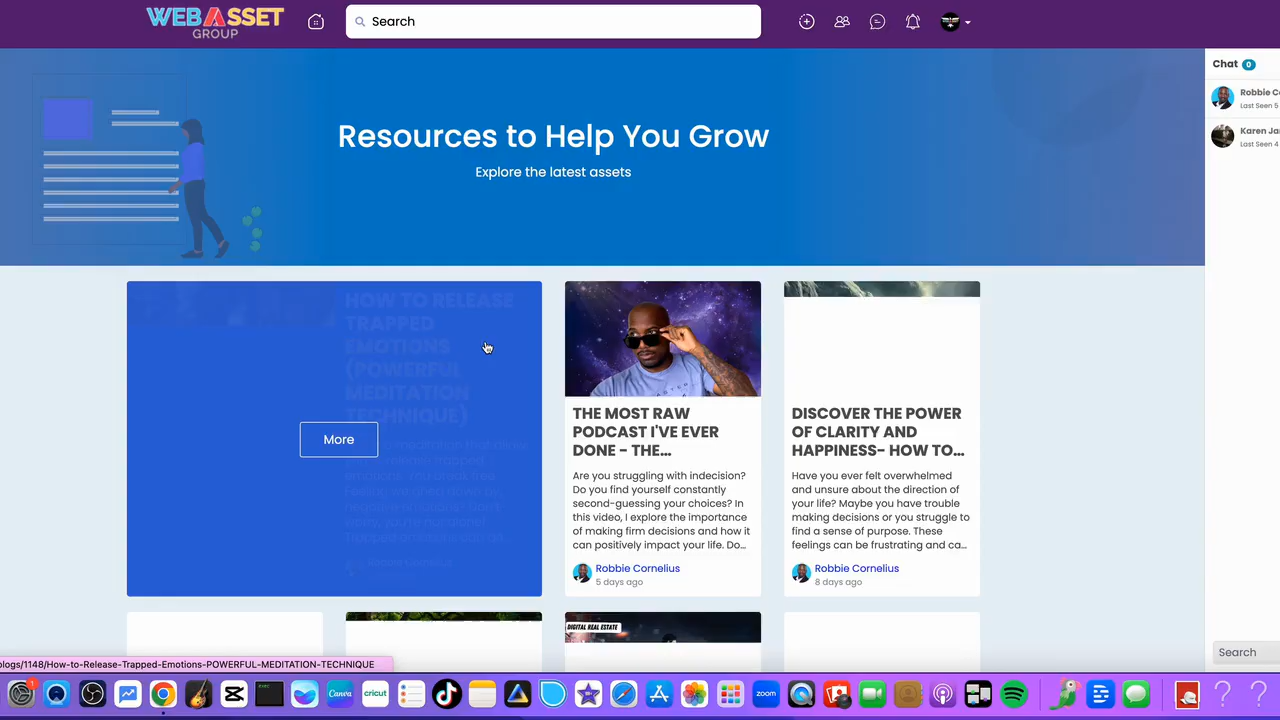 WEB ASSET
GROUP
Search
Chat 0
Robbie C
Last Seen 5
Karen Ja
Last Seen 4
Resources to Help You Grow
Explore the latest assets
HOW TO RELEASE
TRAPPED
EMOTIONS
(POWERFUL
MEDITATION
TECHNIQUE)
More
Robbie Cornelius
THE MOST RAW
PODCAST I'VE EVER
DONE - THE...
Are you struggling with indecision?
Do you find yourself constantly
second-guessing your choices? In
this video, I explore the importance
of making firm decisions and how it
can positively impact your life. Do...
Robbie Cornelius
5 days ago
DISCOVER THE POWER
OF CLARITY AND
HAPPINESS- HOW TO...
Have you ever felt overwhelmed
and unsure about the direction of
your life? Maybe you have trouble
making decisions or you struggle to
find a sense of purpose. These
feelings can be frustrating and ca...
Robbie Cornelius
8 days ago
DIGITAL REAL ESTATE
Search
blogs/1148/How-to-Release-Trapped-Emotions-POWERFUL-MEDITATION-TECHNIQUE
1
Canva
cricut
zoom